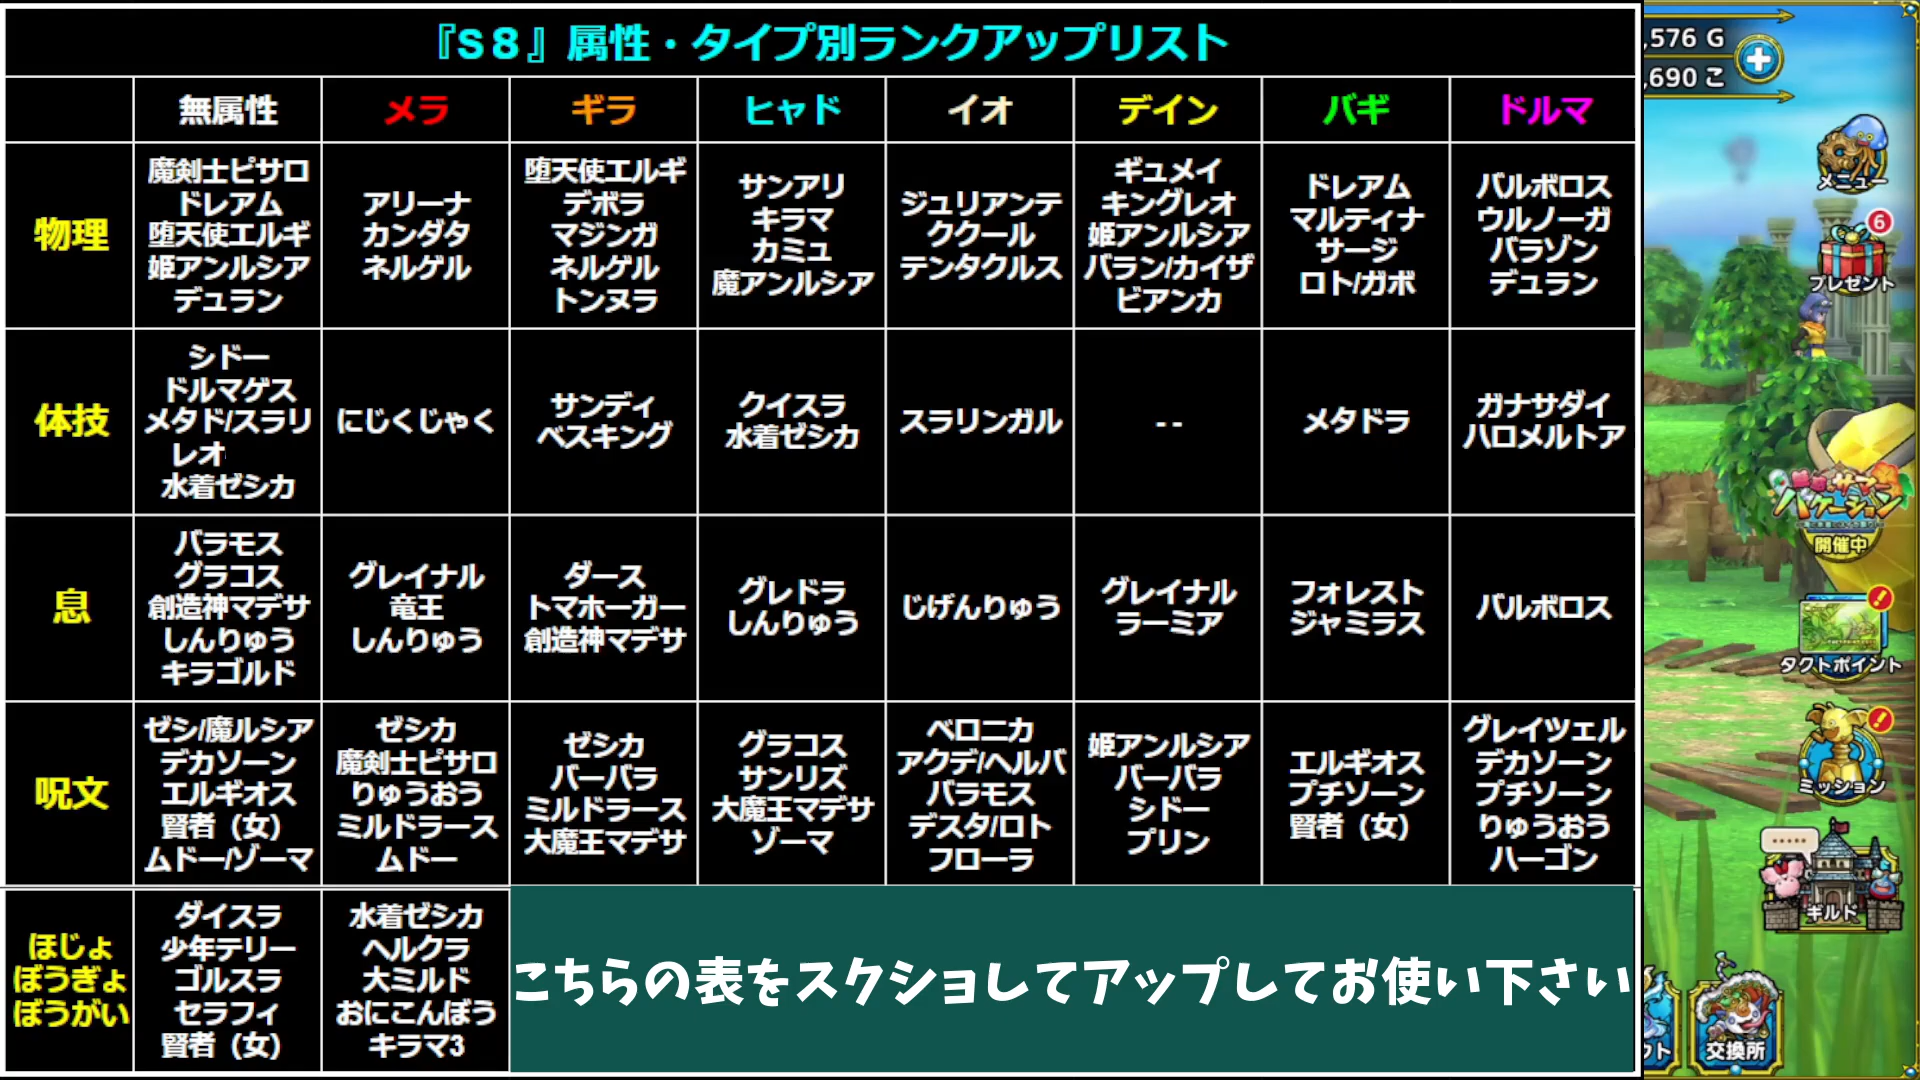 『S８』属性・タイプ別ランクアップリスト
無属性
メラ
ギラ
ヒャド
イオ
デイン
バギ
ドルマ
物理
魔剣士ピサロ
ドレアム
堕天使エルギ
姫アンルシア
デュラン
アリーナ
カンダタ
ネルゲル
堕天使エルギ
デボラ
マジンガ
ネルゲル
トンヌラ
サンアリ
キラマ
カミュ
魔アンルシア
ジュリアンテ
ククール
テンタクルス
ギュメイ
キングレオ
姫アンルシア
バラン/カイザ
ビアンカ
ドレアム
マルティナ
サージ
ロト/ガボ
バルボロス
ウルノーガ
バラゾン
デュラン
体技
シドー
ドルマゲス
メタド/スラリ
レオ
水着ゼシカ
にじくじゃく
サンディ
ベスキング
クイスラ
水着ゼシカ
スラリンガル
--
メタドラ
ガナサダイ
ハロメルトア
息
バラモス
グラコス
創造神マデサ
しんりゅう
キラゴルド
グレイナル
竜王
しんりゅう
ダース
トマホーガー
創造神マデサ
グレドラ
しんりゅう
じげんりゅう
グレイナル
ラーミア
フォレスト
ジャミラス
バルボロス
呪文
ゼシ/魔ルシア
デカソーン
エルギオス
賢者（女）
ムドー/ゾーマ
ゼシカ
魔剣士ピサロ
りゅうおう
ミルドラース
ムドー
ゼシカ
バーバラ
ミルドラース
大魔王マデサ
グラコス
サンリズ
大魔王マデサ
ゾーマ
ベロニカ
アクデ/ヘルバ
バラモス
デスタ/ロト
フローラ
姫アンルシア
バーバラ
シドー
プリン
エルギオス
プチソーン
賢者（女）
グレイツェル
デカソーン
プチソーン
りゅうおう
ハーゴン
ほじょ
ぼうぎょ
ぼうがい
ダイスラ
少年テリー
ゴルスラ
セラフィ
賢者（女）
水着ゼシカ
ヘルクラ
大ミルド
おにこんぼう
キラマ3
こちらの表をスクショしてアップしてお使い下さい
,576 G
,690 こ
メニュー
6
プレゼント
サマー
バケーション
開催中
!
タクトポイント
!
ミッション
ギルド
クト
交換所